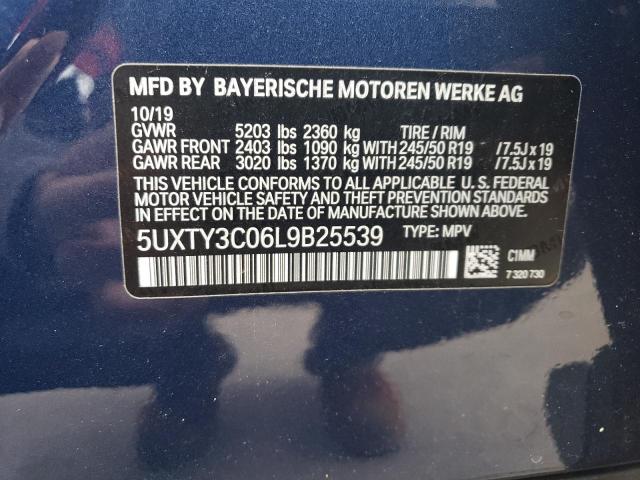 MFD BY BAYERISCHE MOTOREN WERKE AG
10/19
GVWR 5203 lbs 2360 kg TIRE / RIM
GAWR FRONT 2403 lbs 1090 kg WITH 245/50 R19 /7.5J x 19
GAWR REAR 3020 lbs 1370 kg WITH 245/50 R19 /7.5J x 19
THIS VEHICLE CONFORMS TO ALL APPLICABLE U. S. FEDERAL
MOTOR VEHICLE SAFETY AND THEFT PREVENTION STANDARDS
IN EFFECT ON THE DATE OF MANUFACTURE SHOWN ABOVE.
5UXTY3C06L9B25539 TYPE: MPV
C1MM
7 320 730